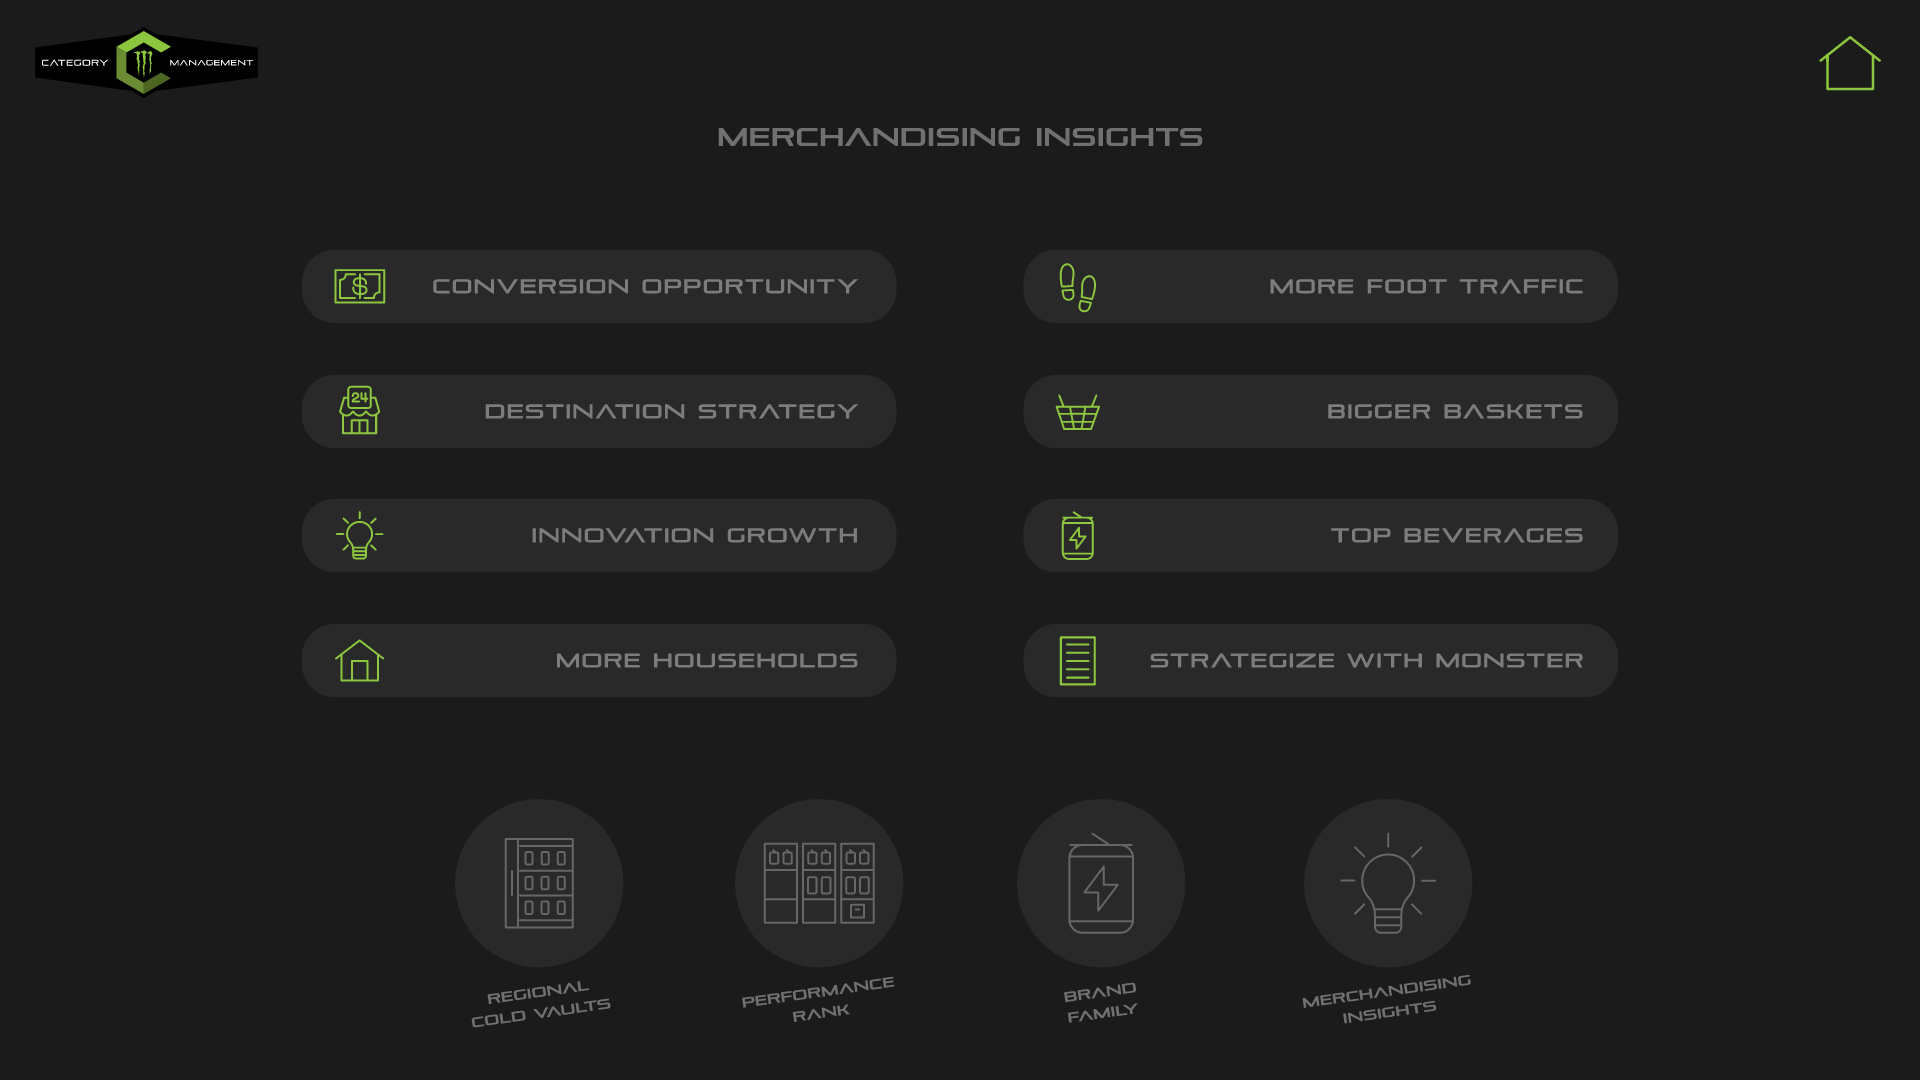 CATEGORY MANAGEMENT
MERCHANDISING INSIGHTS
CONVERSION OPPORTUNITY
MORE FOOT TRAFFIC
24
DESTINATION STRATEGY
BIGGER BASKETS
INNOVATION GROWTH
TOP BEVERAGES
MORE HOUSEHOLDS
STRATEGIZE WITH MONSTER
REGIONAL
COLD VAULTS
PERFORMANCE
RANK
BRAND
FAMILY
MERCHANDISING
INSIGHTS